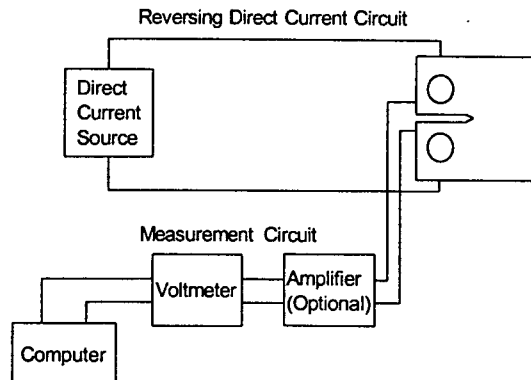 Reversing Direct Current Circuit
Direct
Current
Source
Measurement Circuit
Voltmeter
Amplifier
(Optional)
Computer